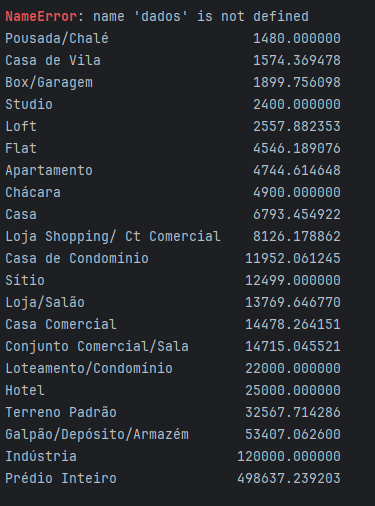 NameError: name 'dados' is not defined
Pousada/Chalé 1480.000000
Casa de Vila 1574.369478
Box/Garagem 1899.756098
Studio 2400.000000
Loft 2557.882353
Flat 4546.189076
Apartamento 4744.614648
Chácara 4900.000000
Casa 6793.454922
Loja Shopping/ Ct Comercial 8126.178862
Casa de Condomínio 11952.061245
Sítio 12499.000000
Loja/Salão 13769.646770
Casa Comercial 14478.264151
Conjunto Comercial/Sala 14715.045521
Loteamento/Condomínio 22000.000000
Hotel 25000.000000
Terreno Padrão 32567.714286
Galpão/Depósito/Armazém 53407.062600
Indústria 120000.000000
Prédio Inteiro 498637.239203